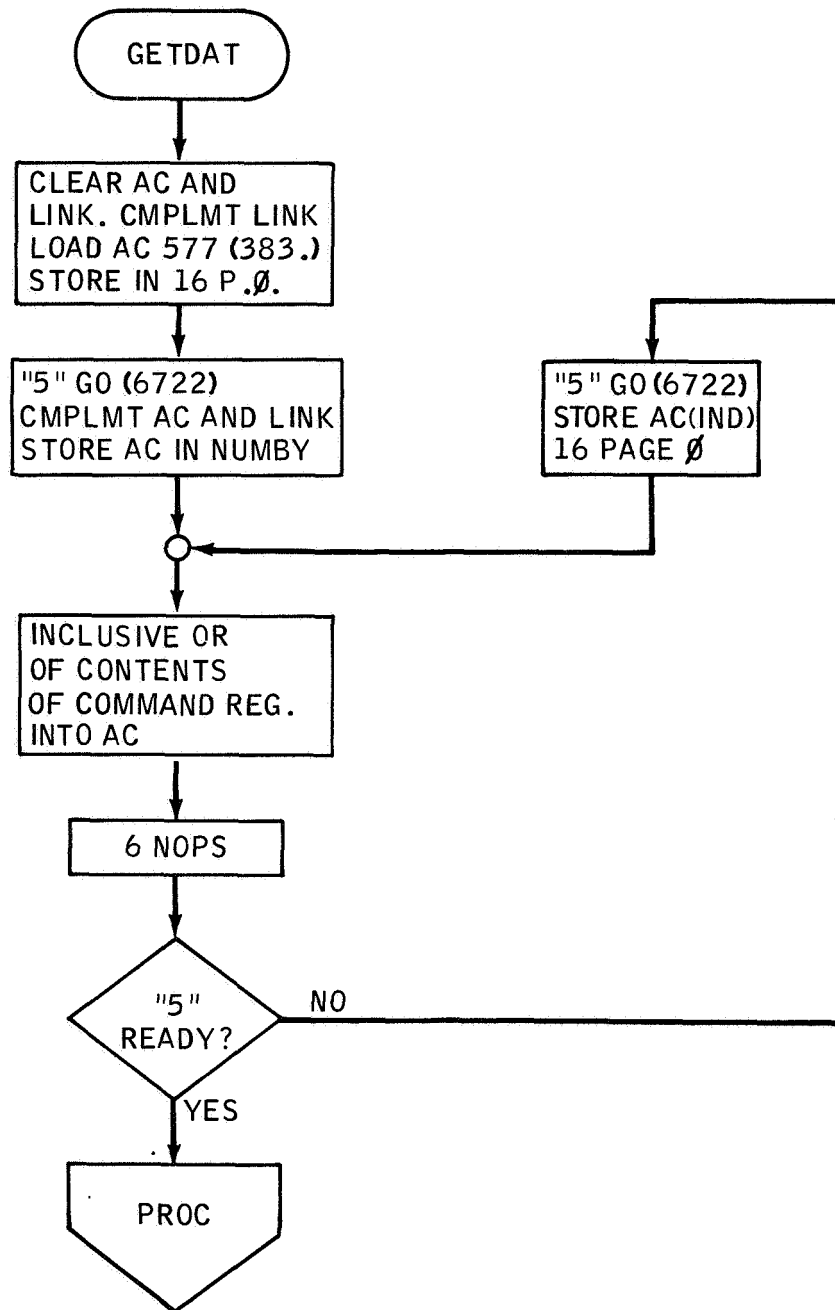 GETDAT
CLEAR AC AND
LINK. CMPLMT LINK
LOAD AC 577 (383.)
STORE IN 16 P.Ø.
"5" GO (6722)
CMPLMT AC AND LINK
STORE AC IN NUMBY
"5" GO (6722)
STORE AC(IND)
16 PAGE Ø
INCLUSIVE OR
OF CONTENTS
OF COMMAND REG.
INTO AC
6 NOPS
"5"
READY?
NO
YES
PROC